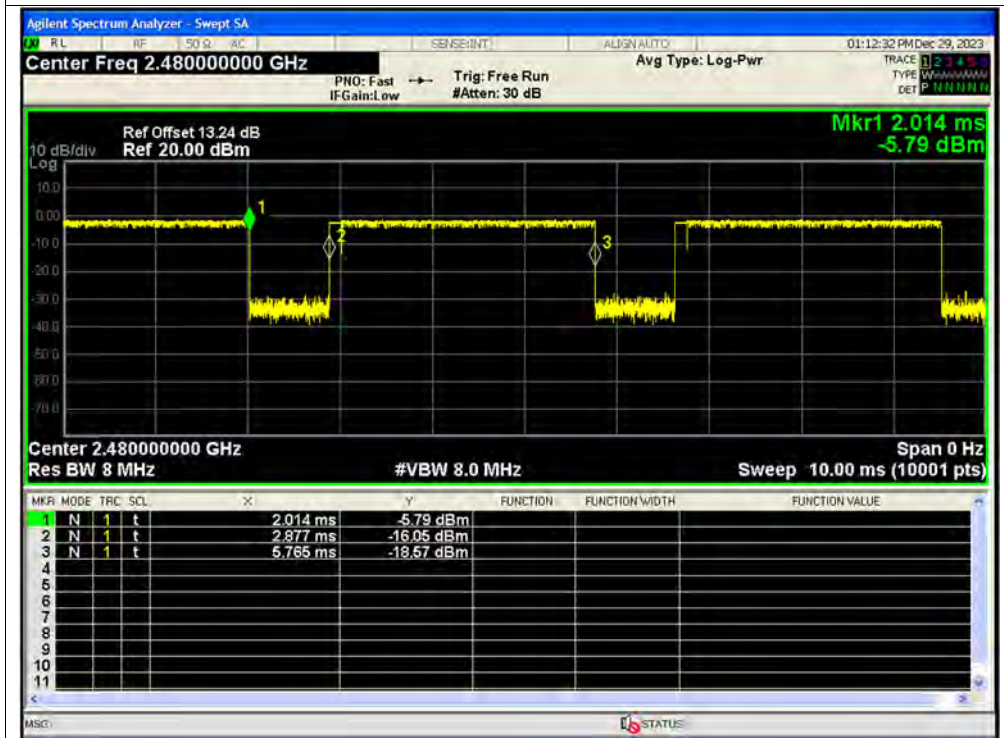 Agilent Spectrum Analyzer - Swept SA
RL RF 50 Ω AC SENSE:INT ALIGN AUTO 01:12:32 PM Dec 29, 2023
Center Freq 2.480000000 GHz Avg Type: Log-Pwr TRACE 1 2 3 4 5 6
PNO: Fast Trig: Free Run TYPE W
IFGain:Low #Atten: 30 dB DET P N N N N N
Mkr1 2.014 ms
Ref Offset 13.24 dB
10 dB/div Ref 20.00 dBm -5.79 dBm
Log
10.0
0.00
1
-10.0
2
3
-20.0
-30.0
-40.0
-50.0
-60.0
-70.0
Center 2.480000000 GHz Span 0 Hz
Res BW 8 MHz #VBW 8.0 MHz Sweep 10.00 ms (10001 pts)
MKR MODE TRC SCL X Y FUNCTION FUNCTION WIDTH FUNCTION VALUE
1 N 1 t 2.014 ms -5.79 dBm
2 N 1 t 2.877 ms -16.05 dBm
3 N 1 t 5.765 ms -18.57 dBm
4
5
6
7
8
9
10
11
MSG STATUS